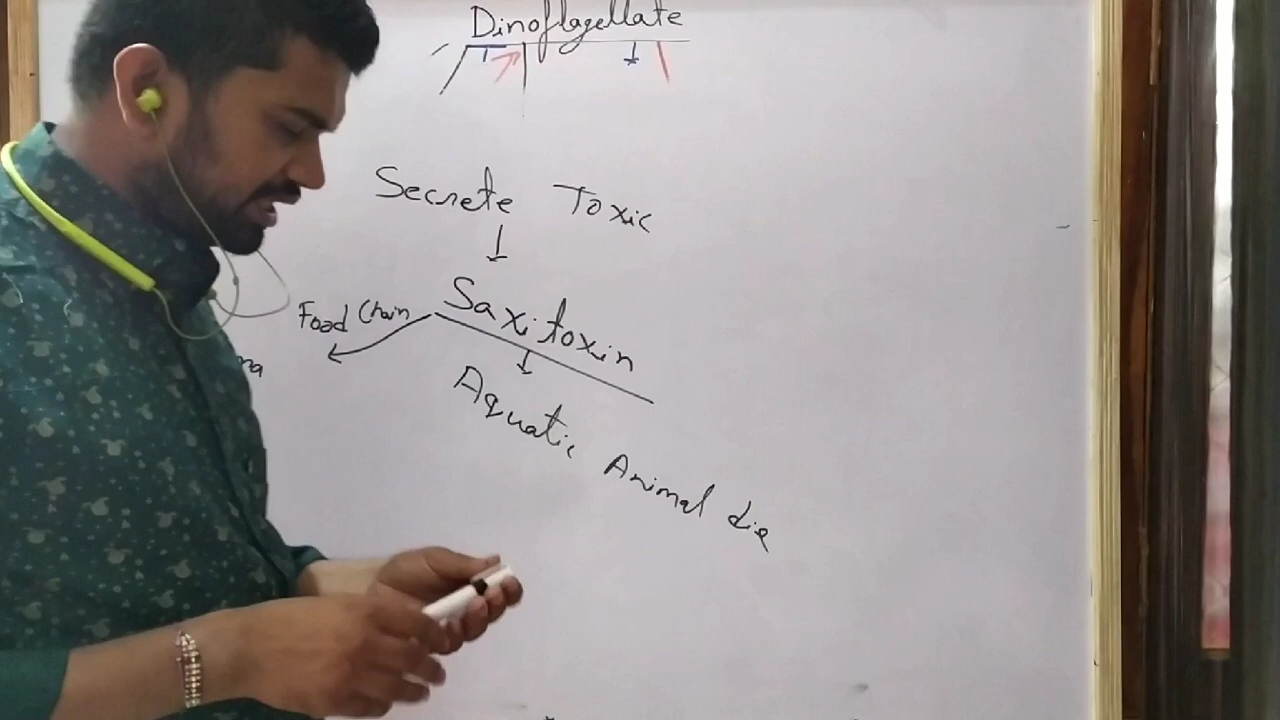 Dinoflagellate
Secrete Toxic
Saxitoxin
Food Chain
Aquatic Animal die